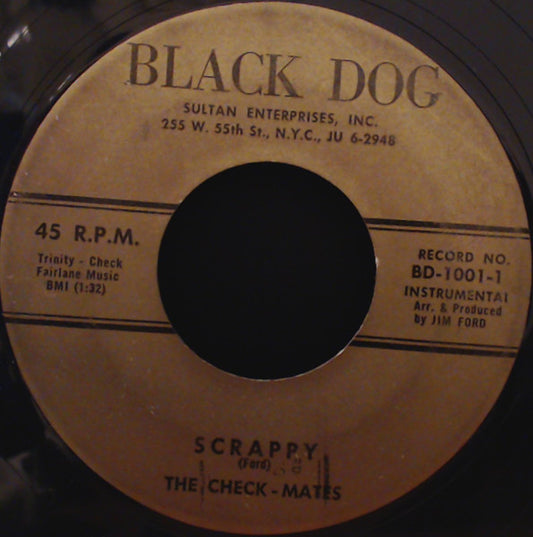 BLACK DOG
SULTAN ENTERPRISES, INC.
255 W. 55th St., N.Y.C., JU 6-2948
45 R.P.M.
Trinity - Check
Fairlane Music
BMI (1:32)
RECORD NO.
BD-1001-1
INSTRUMENTAL
Arr. & Produced
by JIM FORD
SCRAPPY
(Ford)
THE CHECK-MATES